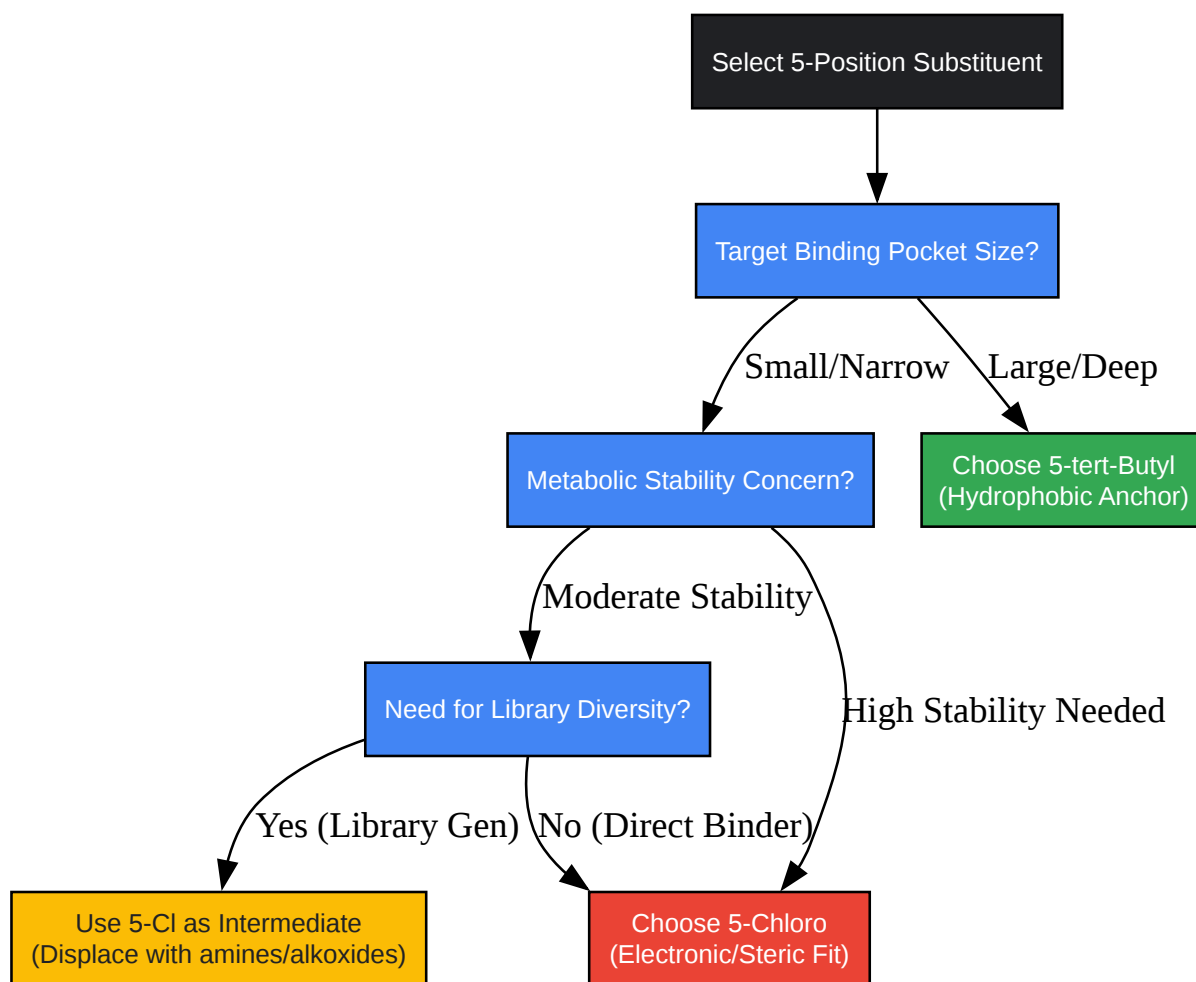 Select 5-Position Substituent
Target Binding Pocket Size?
Small/Narrow
Large/Deep
Metabolic Stability Concern?
Choose 5-tert-Butyl
(Hydrophobic Anchor)
Moderate Stability
Need for Library Diversity?
High Stability Needed
Yes (Library Gen)
No (Direct Binder)
Use 5-Cl as Intermediate
(Displace with amines/alkoxides)
Choose 5-Chloro
(Electronic/Steric Fit)